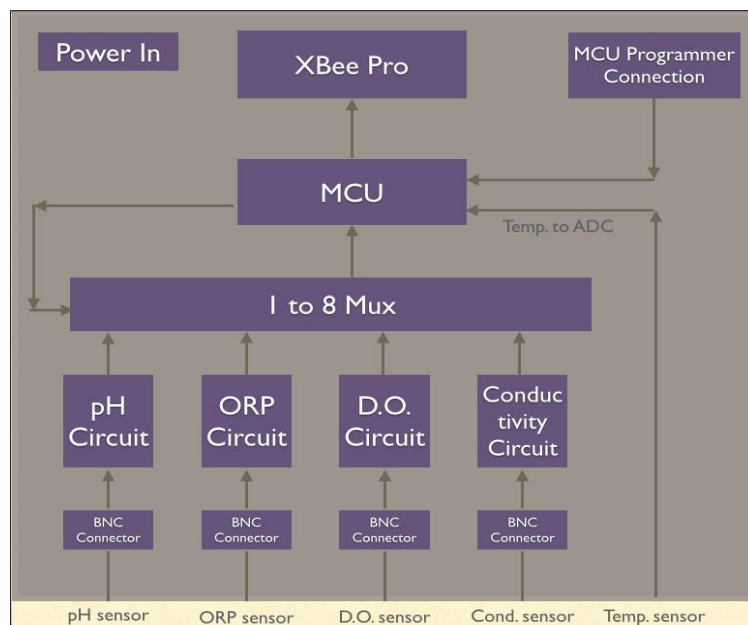 Power In
XBee Pro
MCU Programmer
Connection
MCU
Temp. to ADC
1 to 8 Mux
pH
Circuit
ORP
Circuit
D.O.
Circuit
Conduc
tivity
Circuit
BNC
Connector
BNC
Connector
BNC
Connector
BNC
Connector
pH sensor
ORP sensor
D.O. sensor
Cond. sensor
Temp. sensor